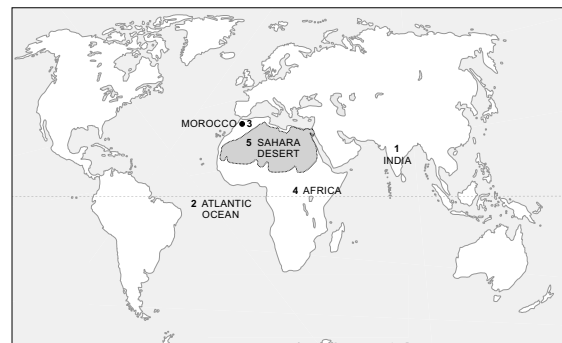 MOROCCO 3
5 SAHARA
DESERT
1
INDIA
4 AFRICA
2 ATLANTIC
OCEAN